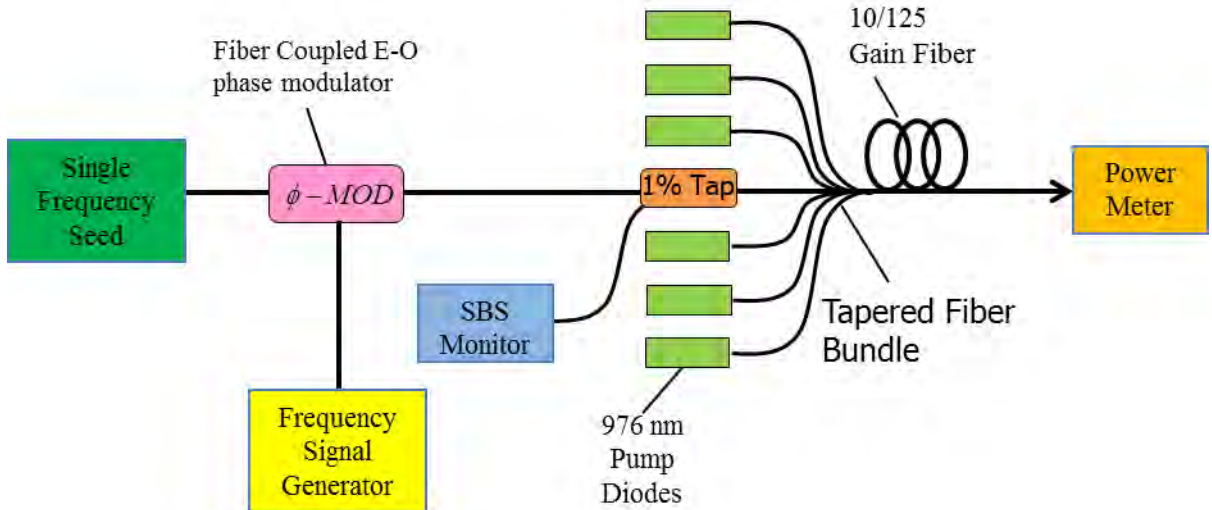 Fiber Coupled E-O
phase modulator
10/125
Gain Fiber
Single
Frequency
Seed
ϕ – MOD
1% Tap
Power
Meter
SBS
Monitor
Tapered Fiber
Bundle
Frequency
Signal
Generator
976 nm
Pump
Diodes